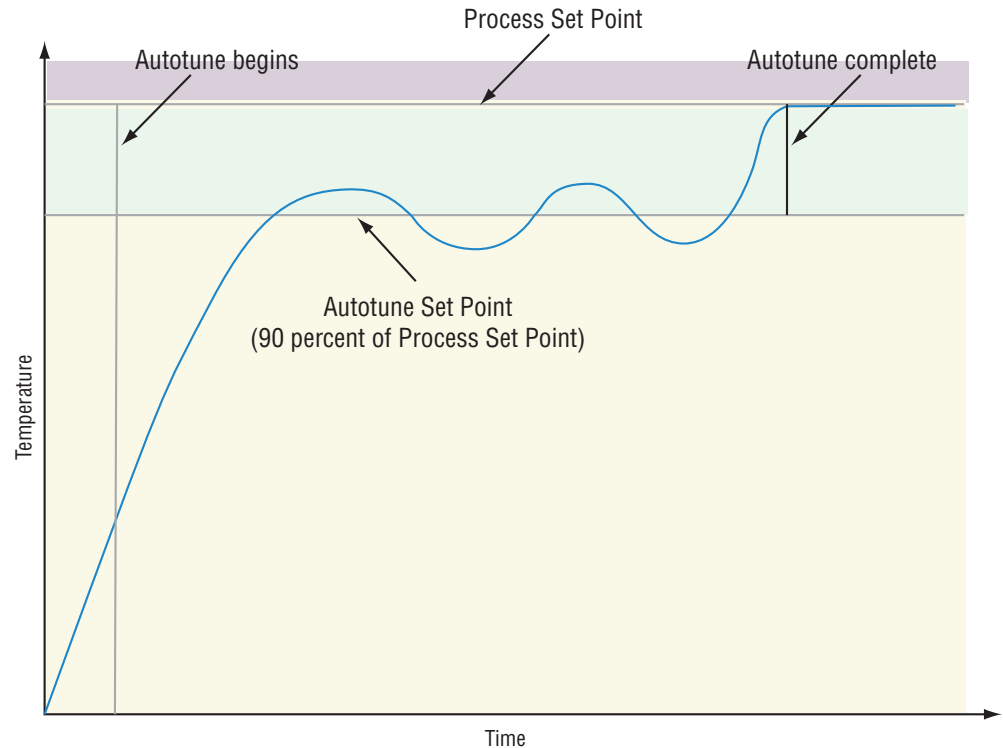 Process Set Point
Autotune begins
Autotune complete
Autotune Set Point
(90 percent of Process Set Point)
Temperature
Time